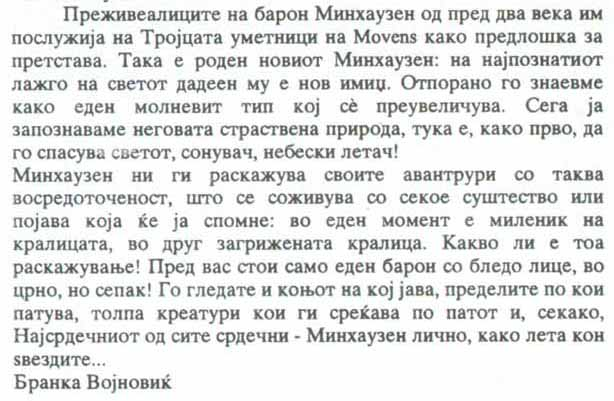 Преживеалиците на барон Минхаузен од пред два века им
послужија на Тројцата уметници на Movens како предлошка за
претстава. Така е роден новиот Минхаузен: на најпознатиот
лажго на светот дадеен му е нов имиџ. Отпорано го знаевме
како еден молневит тип кој сѐ преувеличува. Сега ја
запознаваме неговата страствена природа, тука е, како прво, да
го спасува светот, сонувач, небески летач!
Минхаузен ни ги раскажува своите авантрури со таква
восредоточеност, што се соживува со секое суштество или
појава која ќе ја спомне: во еден момент е миленик на
кралицата, во друг загрижената кралица. Какво ли е тоа
раскажување! Пред вас стои само еден барон со бледо лице, во
црно, но сепак! Го гледате и коњот на кој јава, пределите по кои
патува, толпа креатури кои ги среќава по патот и, секако,
Најсрдечниот од сите срдечни - Минхаузен лично, како лета кон
ѕвездите...
Бранка Војновиќ